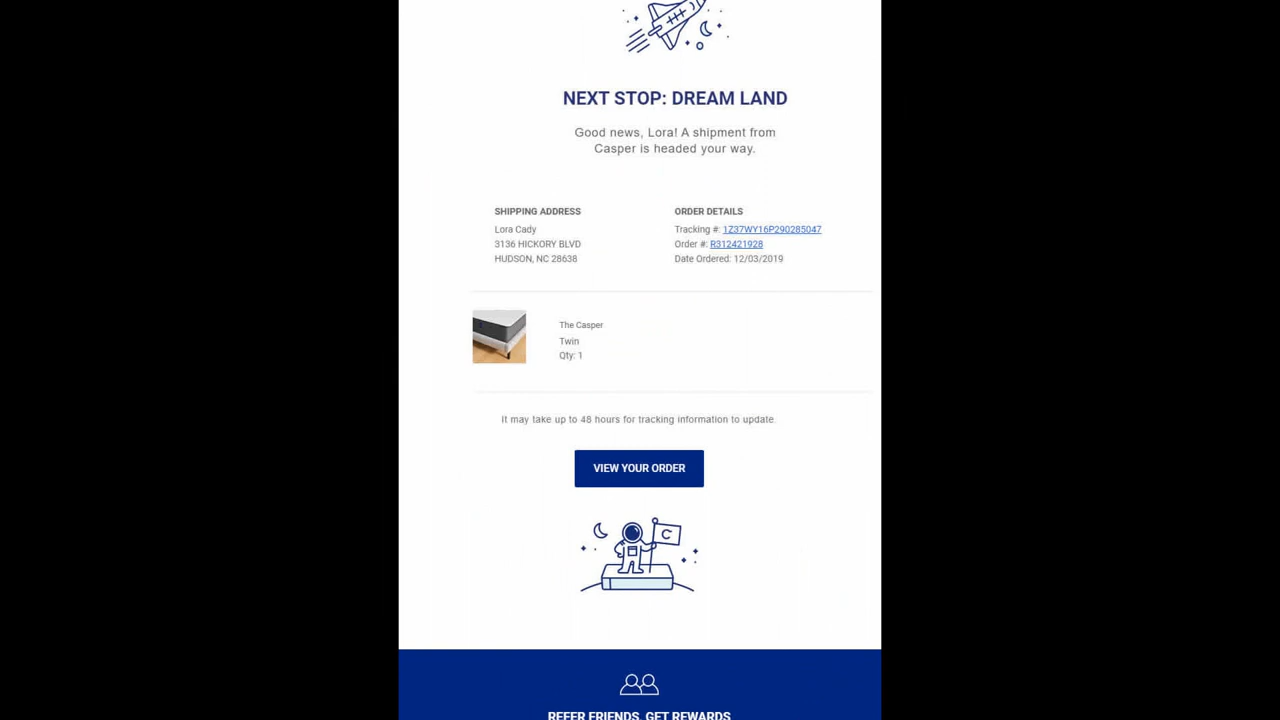 NEXT STOP: DREAM LAND
Good news, Lora! A shipment from
Casper is headed your way.
SHIPPING ADDRESS
Lora Cady
3136 HICKORY BLVD
HUDSON, NC 28638
ORDER DETAILS
Tracking #: 1Z37WY16P290285047
Order #: R312421928
Date Ordered: 12/03/2019
The Casper
Twin
Qty: 1
It may take up to 48 hours for tracking information to update.
VIEW YOUR ORDER
C
REFER FRIENDS, GET REWARDS